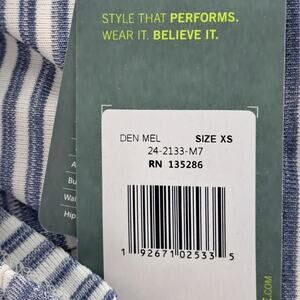 STYLE THAT PERFORMS.
WEAR IT. BELIEVE IT.
DEN MEL SIZE XS
24-2133-M7
RN 135286
1 92671 02533 5
Hip